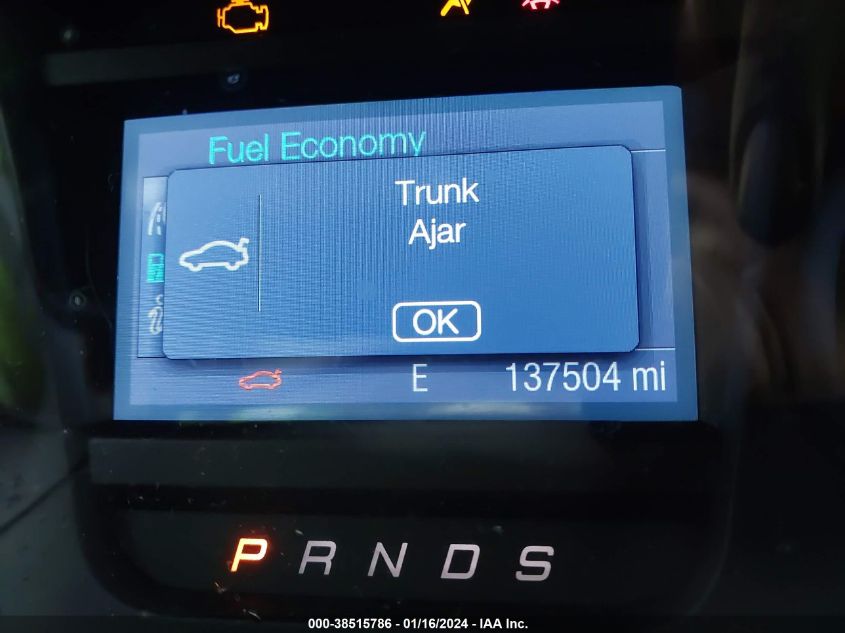 Fuel Economy
Trunk
Ajar
OK
E 137504 mi
P R N D S
000-38515786 - 01/16/2024 - IAA Inc.